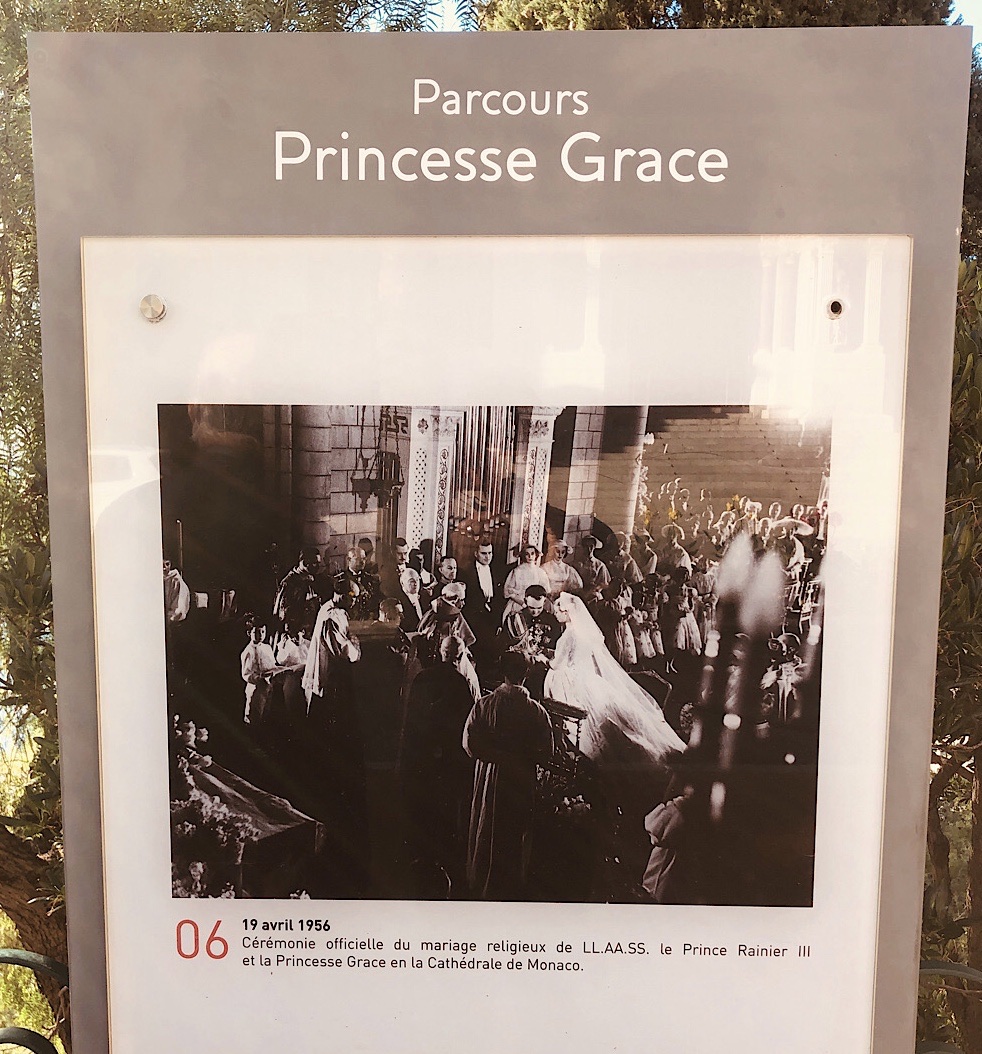 Parcours
Princesse Grace
06
19 avril 1956
Cérémonie officielle du mariage religieux de LL.AA.SS. le Prince Rainier III
et la Princesse Grace en la Cathédrale de Monaco.